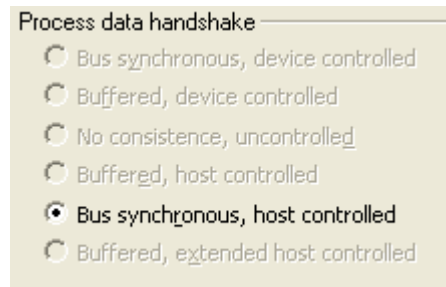 Process data handshake
Bus synchronous, device controlled
Buffered, device controlled
No consistence, uncontrolled
Buffered, host controlled
Bus synchronous, host controlled
Buffered, extended host controlled